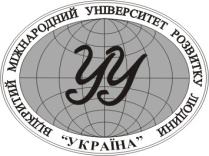 ВІДКРИТИЙ МІЖНАРОДНИЙ УНІВЕРСИТЕТ РОЗВИТКУ ЛЮДИНИ
УУ
"УКРАЇНА"